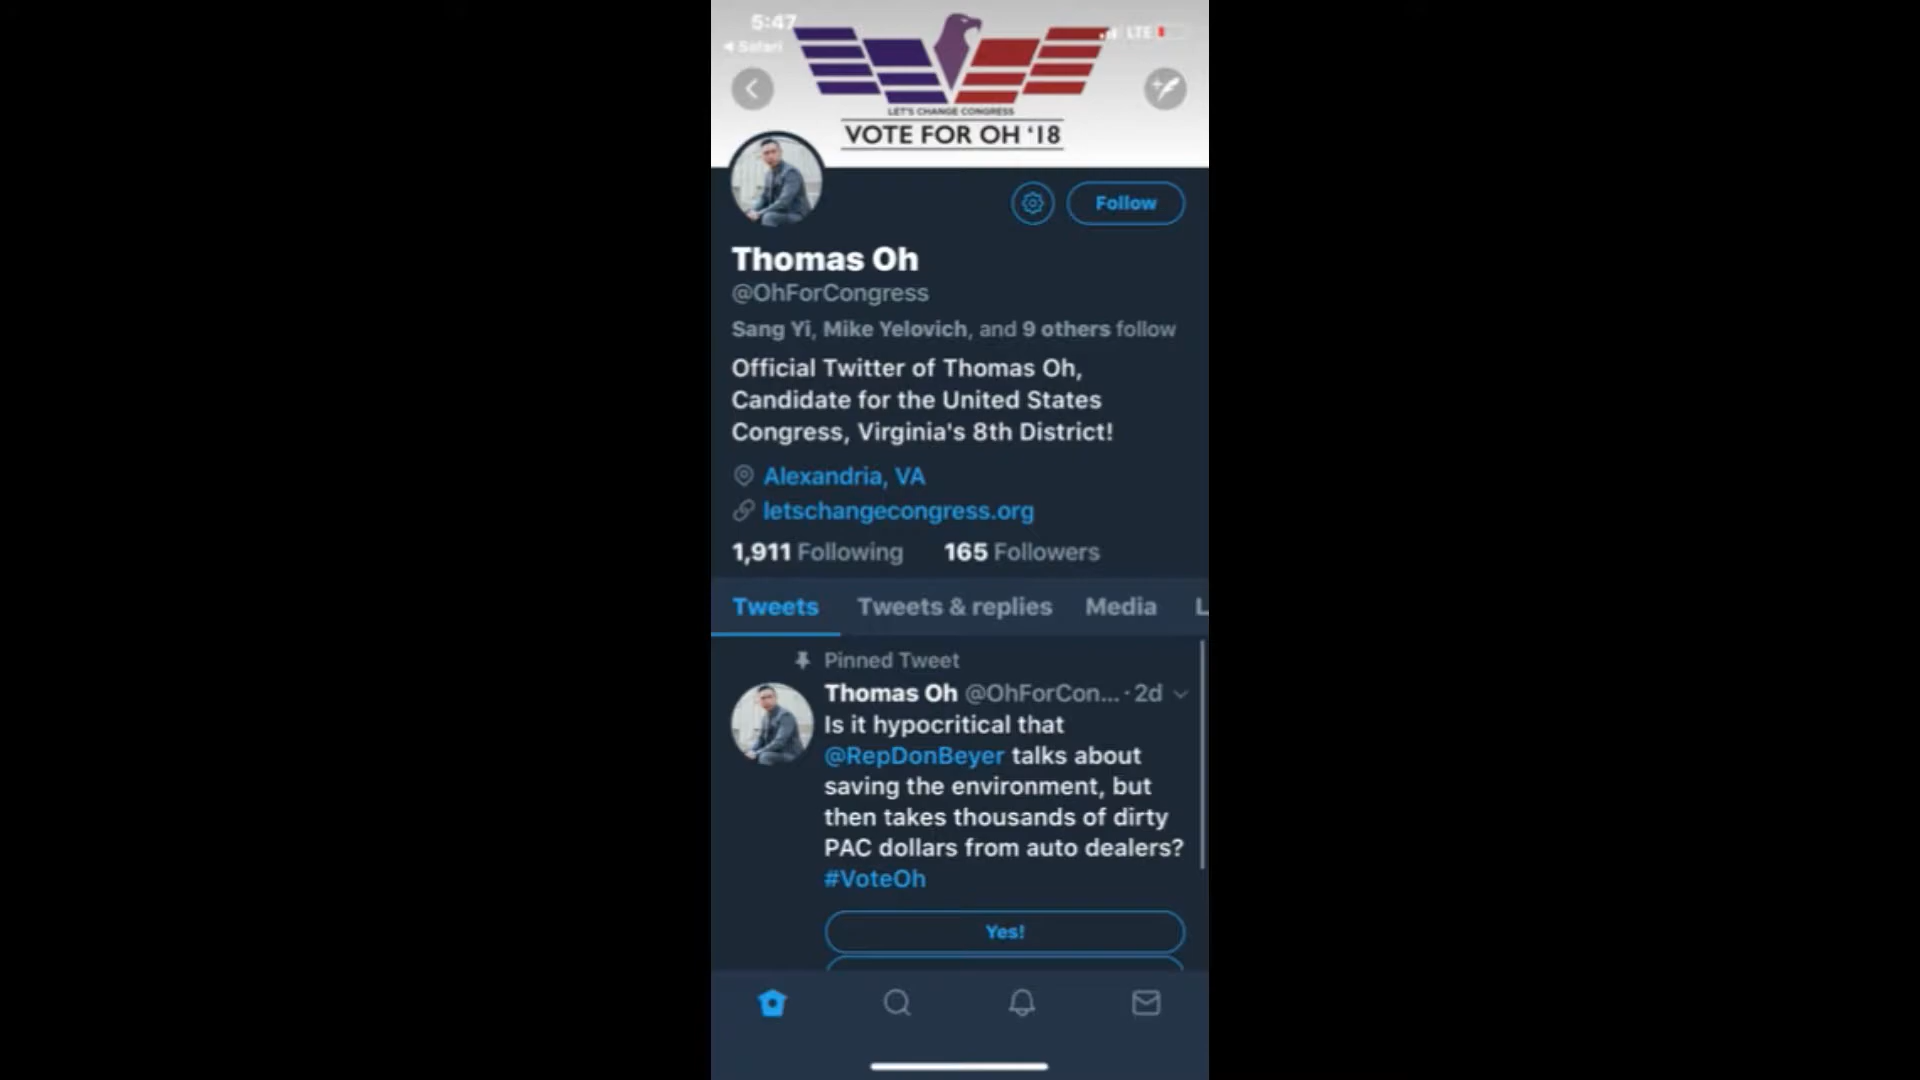 5:47
LTE
Safari
LET'S CHANGE CONGRESS
VOTE FOR OH '18
Follow
Thomas Oh
@OhForCongress
Sang Yi, Mike Yelovich, and 9 others follow
Official Twitter of Thomas Oh,
Candidate for the United States
Congress, Virginia's 8th District!
Alexandria, VA
letschangecongress.org
1,911 Following 165 Followers
Tweets Tweets & replies Media L
Pinned Tweet
Thomas Oh @OhForCon... · 2d
Is it hypocritical that
@RepDonBeyer talks about
saving the environment, but
then takes thousands of dirty
PAC dollars from auto dealers?
#VoteOh
Yes!